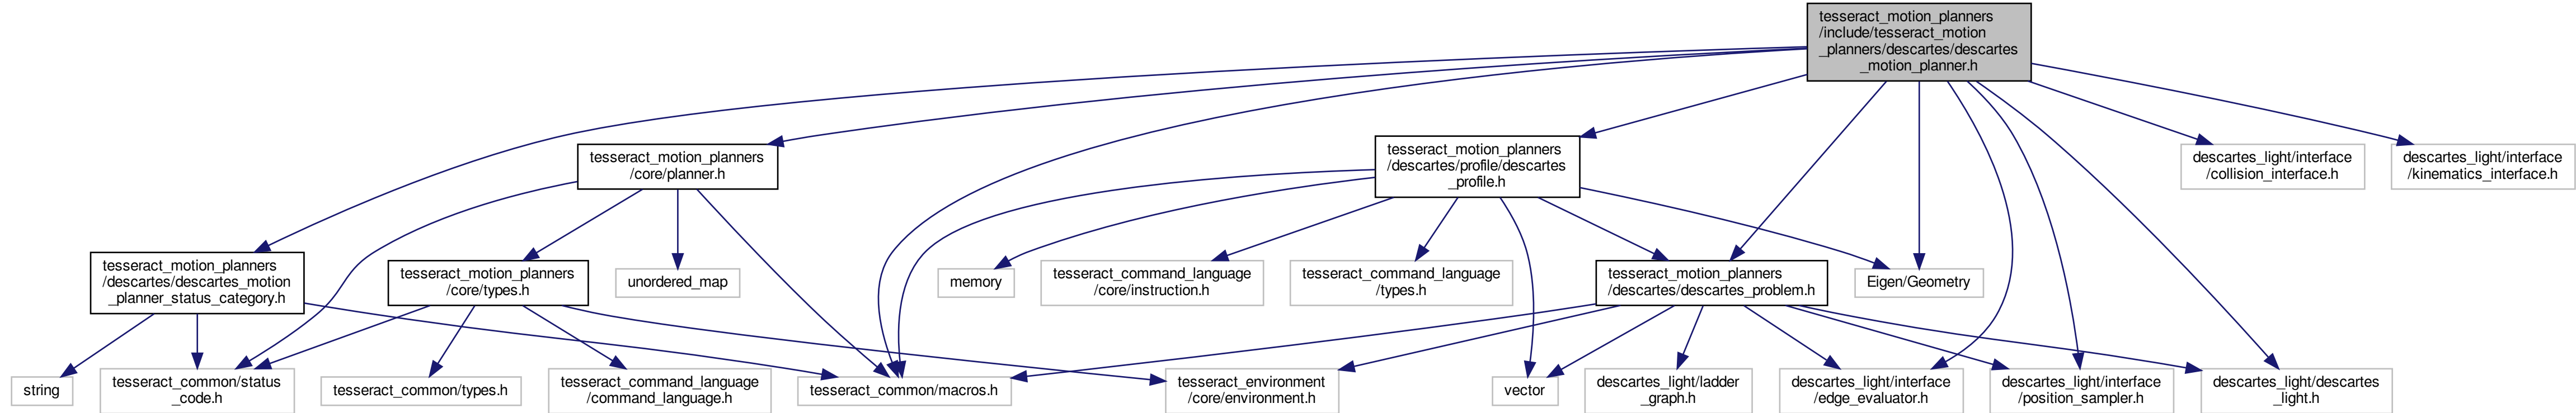 tesseract_motion_planners
/include/tesseract_motion
_planners/descartes/descartes
_motion_planner.h
tesseract_motion_planners
/core/planner.h
tesseract_motion_planners
/descartes/profile/descartes
_profile.h
descartes_light/interface
/collision_interface.h
descartes_light/interface
/kinematics_interface.h
tesseract_motion_planners
/descartes/descartes_motion
_planner_status_category.h
tesseract_motion_planners
/core/types.h
unordered_map
memory
tesseract_command_language
/core/instruction.h
tesseract_command_language
/types.h
tesseract_motion_planners
/descartes/descartes_problem.h
Eigen/Geometry
string
tesseract_common/status
_code.h
tesseract_common/types.h
tesseract_command_language
/command_language.h
tesseract_common/macros.h
tesseract_environment
/core/environment.h
vector
descartes_light/ladder
_graph.h
descartes_light/interface
/edge_evaluator.h
descartes_light/interface
/position_sampler.h
descartes_light/descartes
_light.h